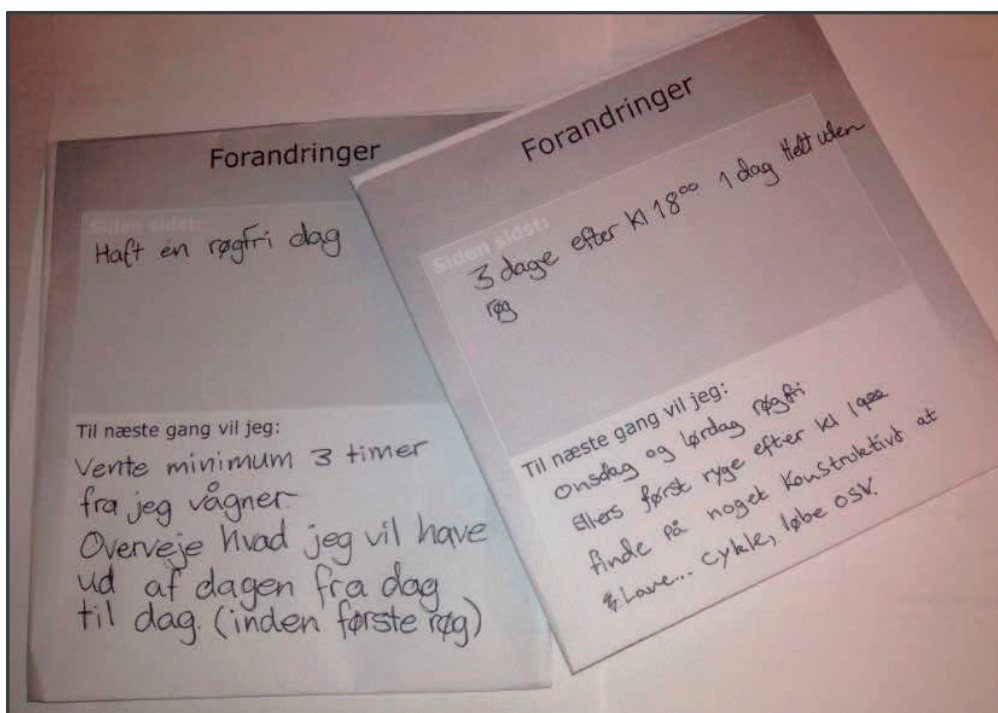 Forandringer
Siden sidst:
Haft én røgfri dag
Til næste gang vil jeg:
Vente minimum 3 timer
fra jeg vågner.
Overveje hvad jeg vil have
ud af dagen fra dag
til dag. (inden første røg)
Forandringer
Siden sidst:
3 dage efter Kl 18⁰⁰ 1 dag Helt uden
røg
Til næste gang vil jeg:
onsdag og lørdag røgfri
Ellers først ryge efter Kl 19⁰⁰
finde på noget Konstruktivt at
Lave... cykle, løbe osv.